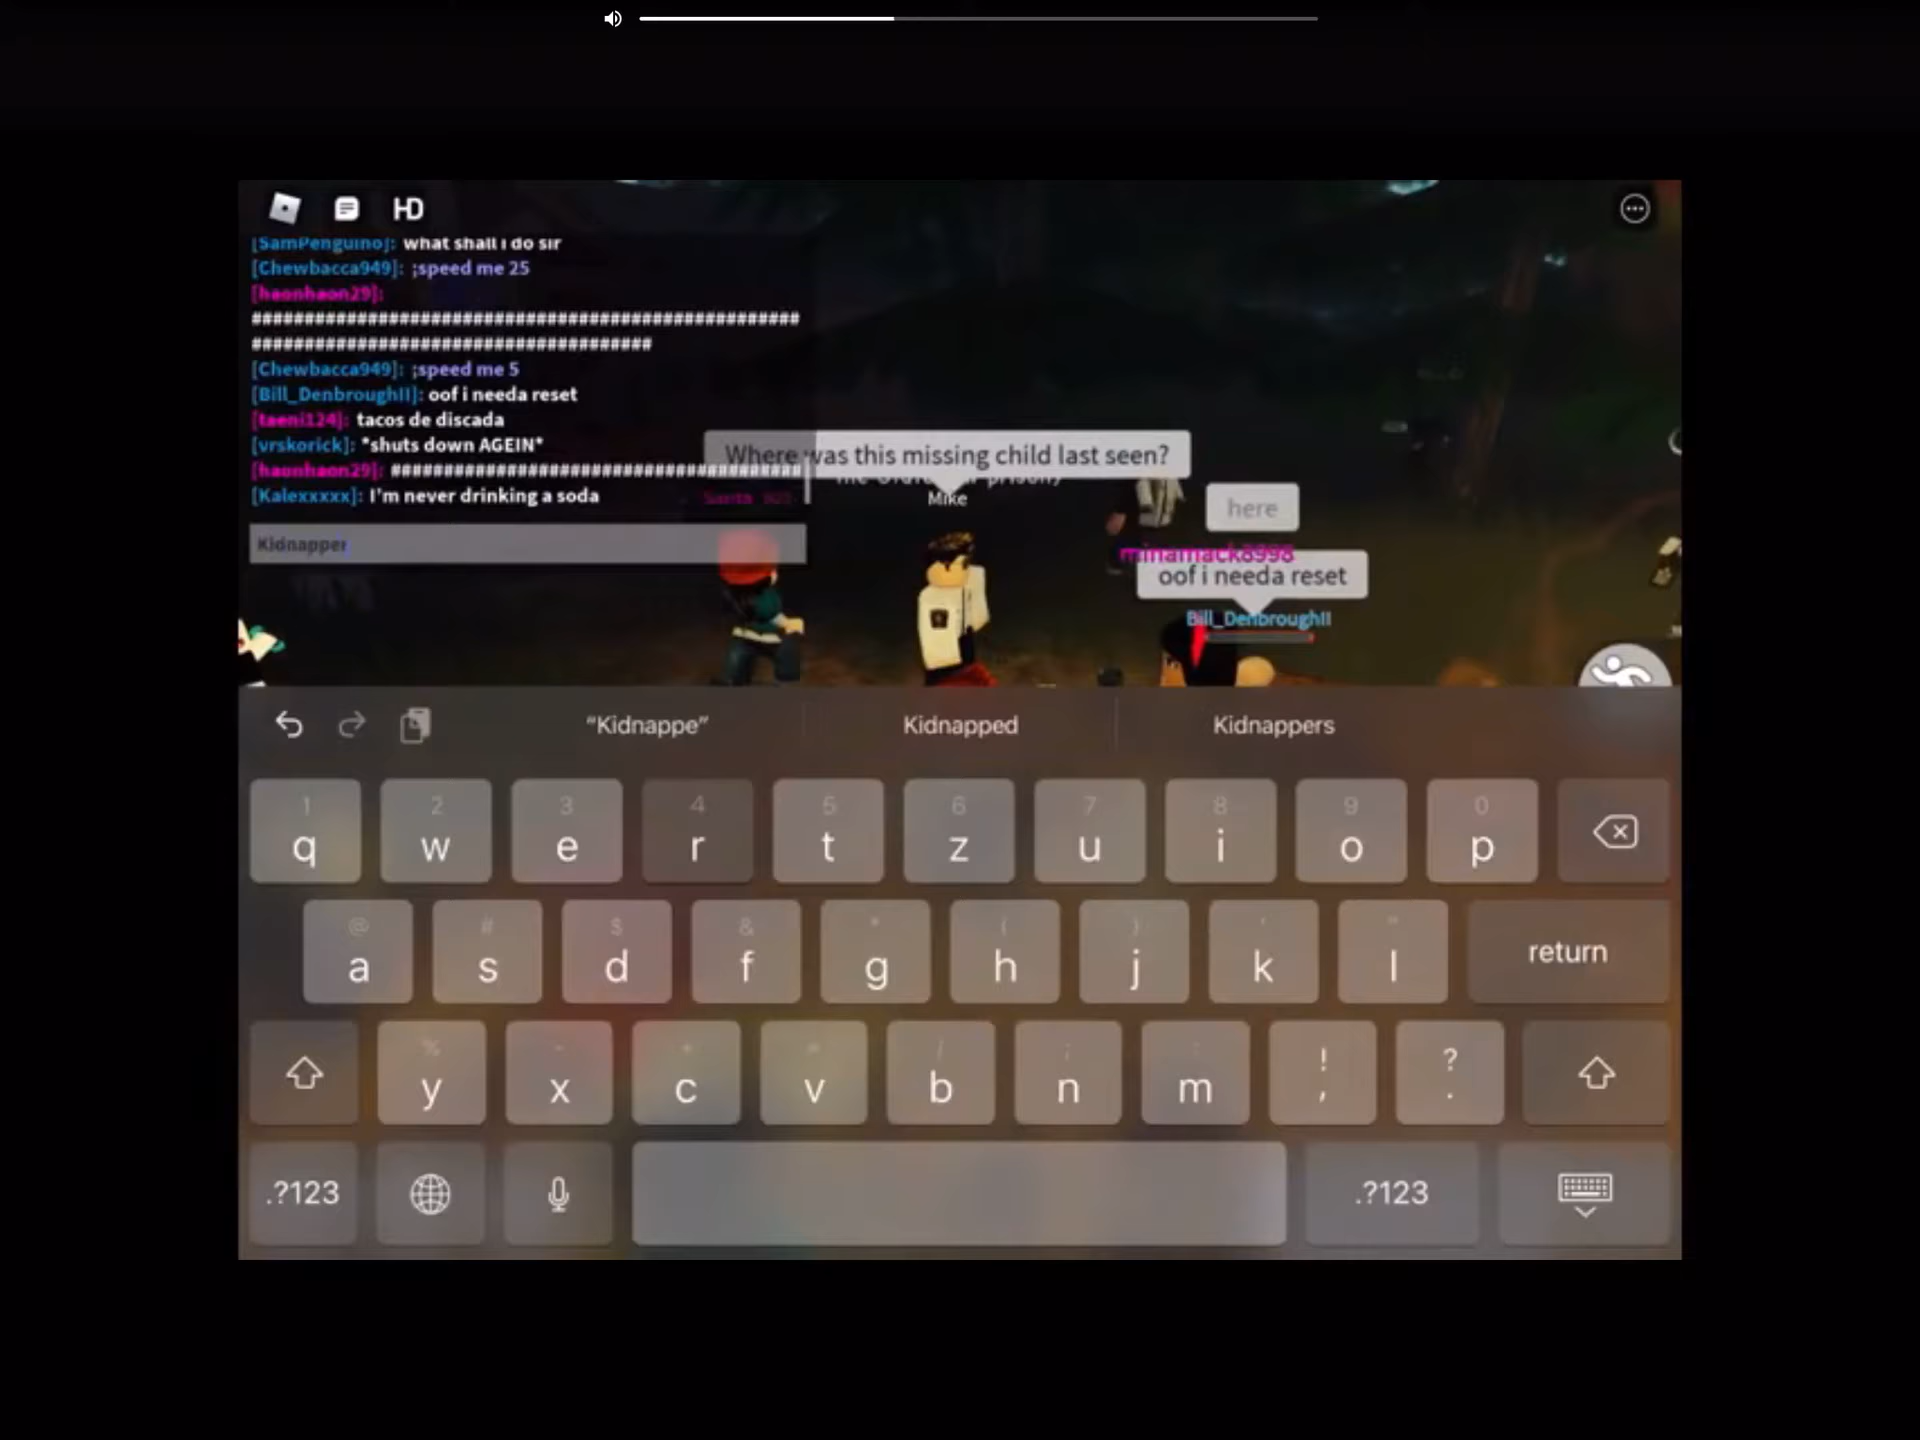 HD
[SamPenguino]: what shall i do sir
[Chewbacca949]: ;speed me 25
[haonhaon29]:
####################################################
######################################
[Chewbacca949]: ;speed me 5
[Bill_DenbroughII]: oof i needa reset
[taeni124]: tacos de discada
[vrskorick]: *shuts down AGEIN*
[haonhaon29]: #######################################
[Kalexxxxx]: I'm never drinking a soda
Kidnapper
Where was this missing child last seen?
prison)
Mike
Santa
here
minamack8998
oof i needa reset
Bill_DenbroughII
“Kidnappe” Kidnapped Kidnappers
1 2 3 4 5 6 7 8 9 0
q w e r t z u i o p
@ # $ & * ( ) ' "
a s d f g h j k l return
% - + = / ; : ! ?
y x c v b n m , .
.?123 .?123